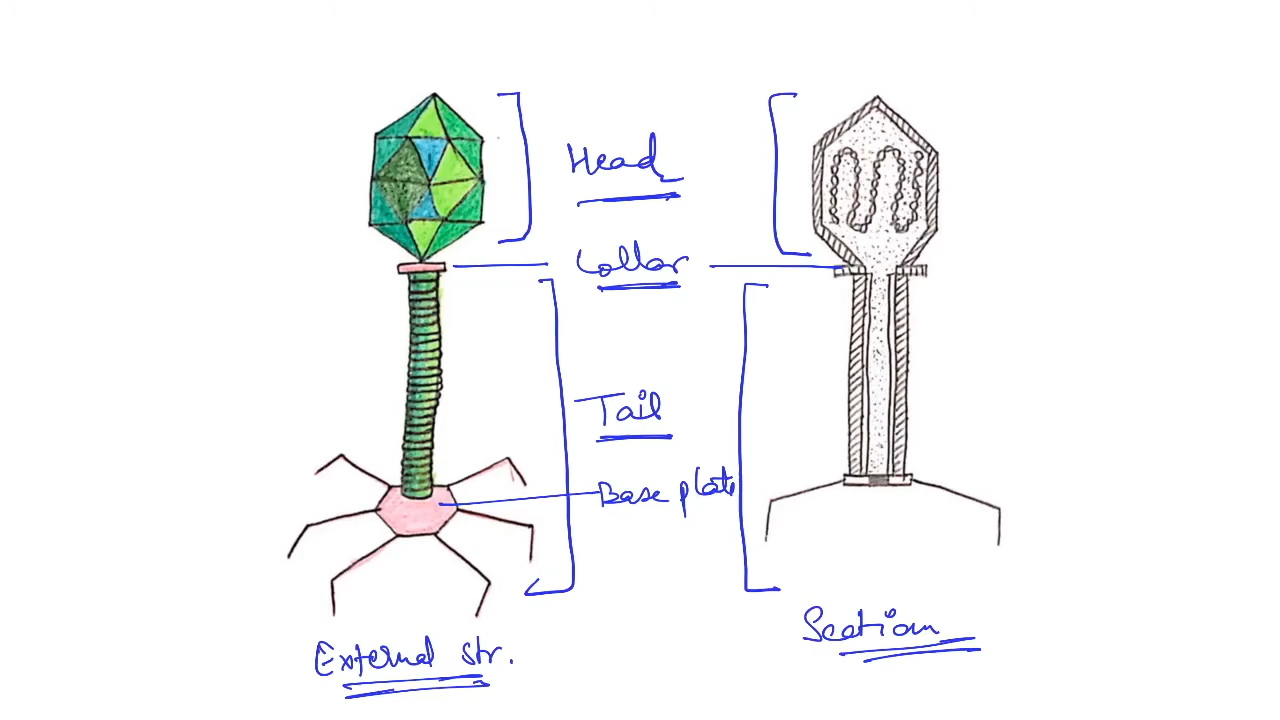 Head
Collar
Tail
Base plate
External str.
Section